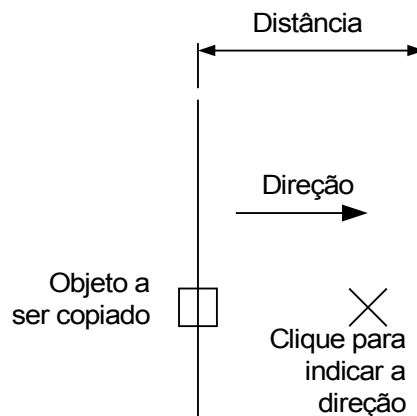 Distância
Direção
Objeto a
ser copiado
Clique para
indicar a
direção